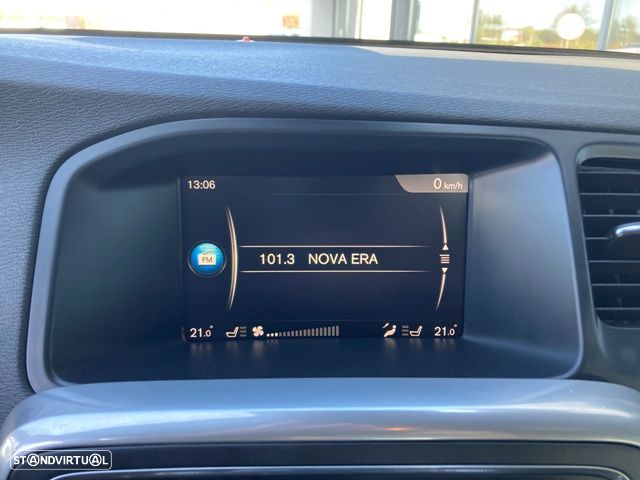 13:06
0 km/h
FM
101.3 NOVA ERA
21.0° 21.0°
STANDVIRTUAL